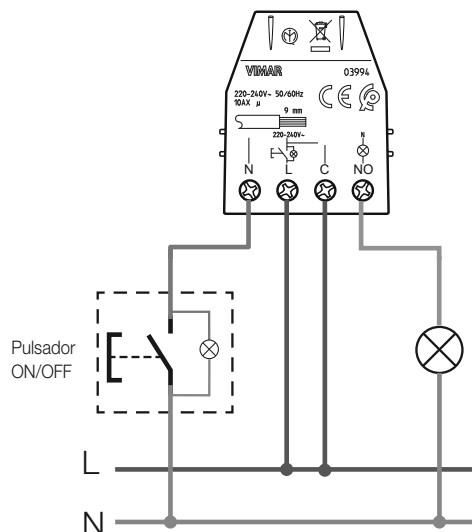 VIMAR 03994
220-240V~ 50/60Hz
10AX µ
9 mm
220-240V~
N
N L C NO
Pulsador
ON/OFF
L
N